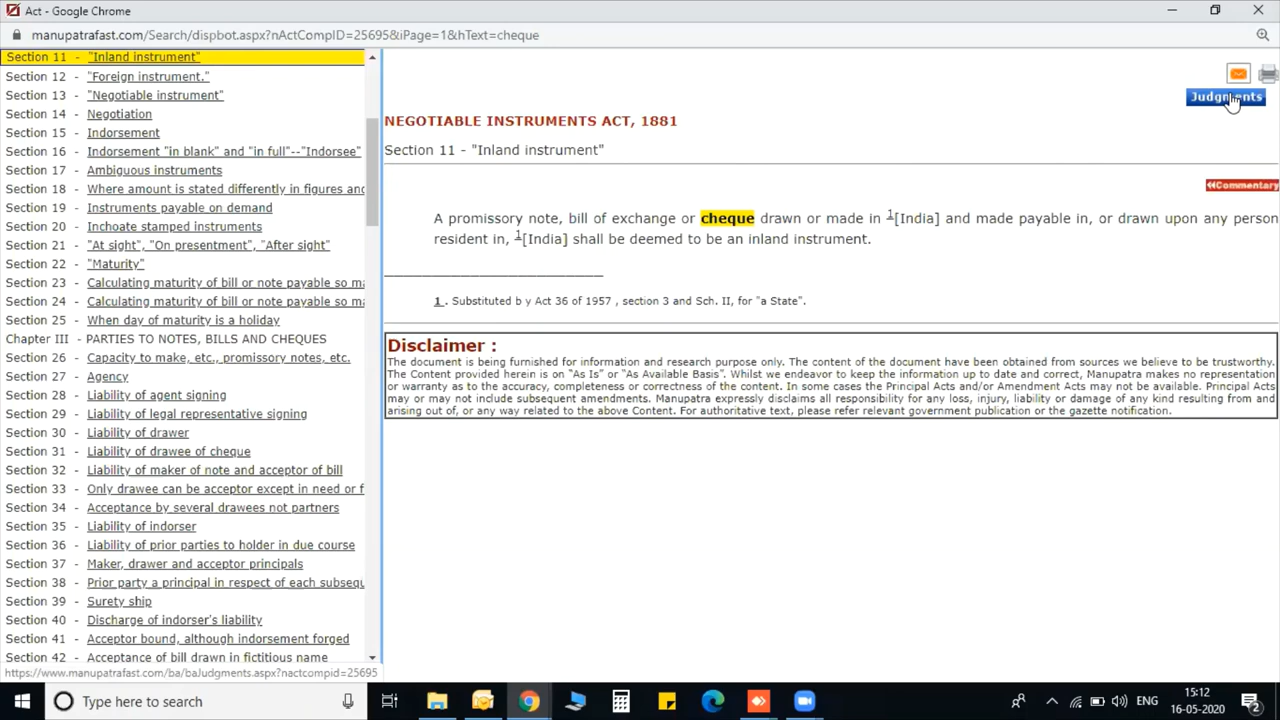 Act - Google Chrome
manupatrafast.com/Search/dispbot.aspx?nActCompID=25695&iPage=1&hText=cheque
Section 11 - "Inland instrument"
Section 12 - "Foreign instrument."
Section 13 - "Negotiable instrument"
Section 14 - Negotiation
Section 15 - Indorsement
Section 16 - Indorsement "in blank" and "in full"--"Indorsee"
Section 17 - Ambiguous instruments
Section 18 - Where amount is stated differently in figures and
Section 19 - Instruments payable on demand
Section 20 - Inchoate stamped instruments
Section 21 - "At sight", "On presentment", "After sight"
Section 22 - "Maturity"
Section 23 - Calculating maturity of bill or note payable so m
Section 24 - Calculating maturity of bill or note payable so m
Section 25 - When day of maturity is a holiday
Chapter III - PARTIES TO NOTES, BILLS AND CHEQUES
Section 26 - Capacity to make, etc., promissory notes, etc.
Section 27 - Agency
Section 28 - Liability of agent signing
Section 29 - Liability of legal representative signing
Section 30 - Liability of drawer
Section 31 - Liability of drawee of cheque
Section 32 - Liability of maker of note and acceptor of bill
Section 33 - Only drawee can be acceptor except in need or f
Section 34 - Acceptance by several drawees not partners
Section 35 - Liability of indorser
Section 36 - Liability of prior parties to holder in due course
Section 37 - Maker, drawer and acceptor principals
Section 38 - Prior party a principal in respect of each subsequ
Section 39 - Surety ship
Section 40 - Discharge of indorser's liability
Section 41 - Acceptor bound, although indorsement forged
Section 42 - Acceptance of bill drawn in fictitious name
https://www.manupatrafast.com/ba/baJudgments.aspx?nactcompid=25695
Judgments
NEGOTIABLE INSTRUMENTS ACT, 1881
Section 11 - "Inland instrument"
Commentary
A promissory note, bill of exchange or cheque drawn or made in 1[India] and made payable in, or drawn upon any person
resident in, 1[India] shall be deemed to be an inland instrument.
1 . Substituted b y Act 36 of 1957 , section 3 and Sch. II, for "a State".
Disclaimer :
The document is being furnished for information and research purpose only. The content of the document have been obtained from sources we believe to be trustworthy.
The Content provided herein is on “As Is” or “As Available Basis”. Whilst we endeavor to keep the information up to date and correct, Manupatra makes no representation
or warranty as to the accuracy, completeness or correctness of the content. In some cases the Principal Acts and/or Amendment Acts may not be available. Principal Acts
may or may not include subsequent amendments. Manupatra expressly disclaims all responsibility for any loss, injury, liability or damage of any kind resulting from and
arising out of, or any way related to the above Content. For authoritative text, please refer relevant government publication or the gazette notification.
Type here to search
ENG
15:12
16-05-2020
2